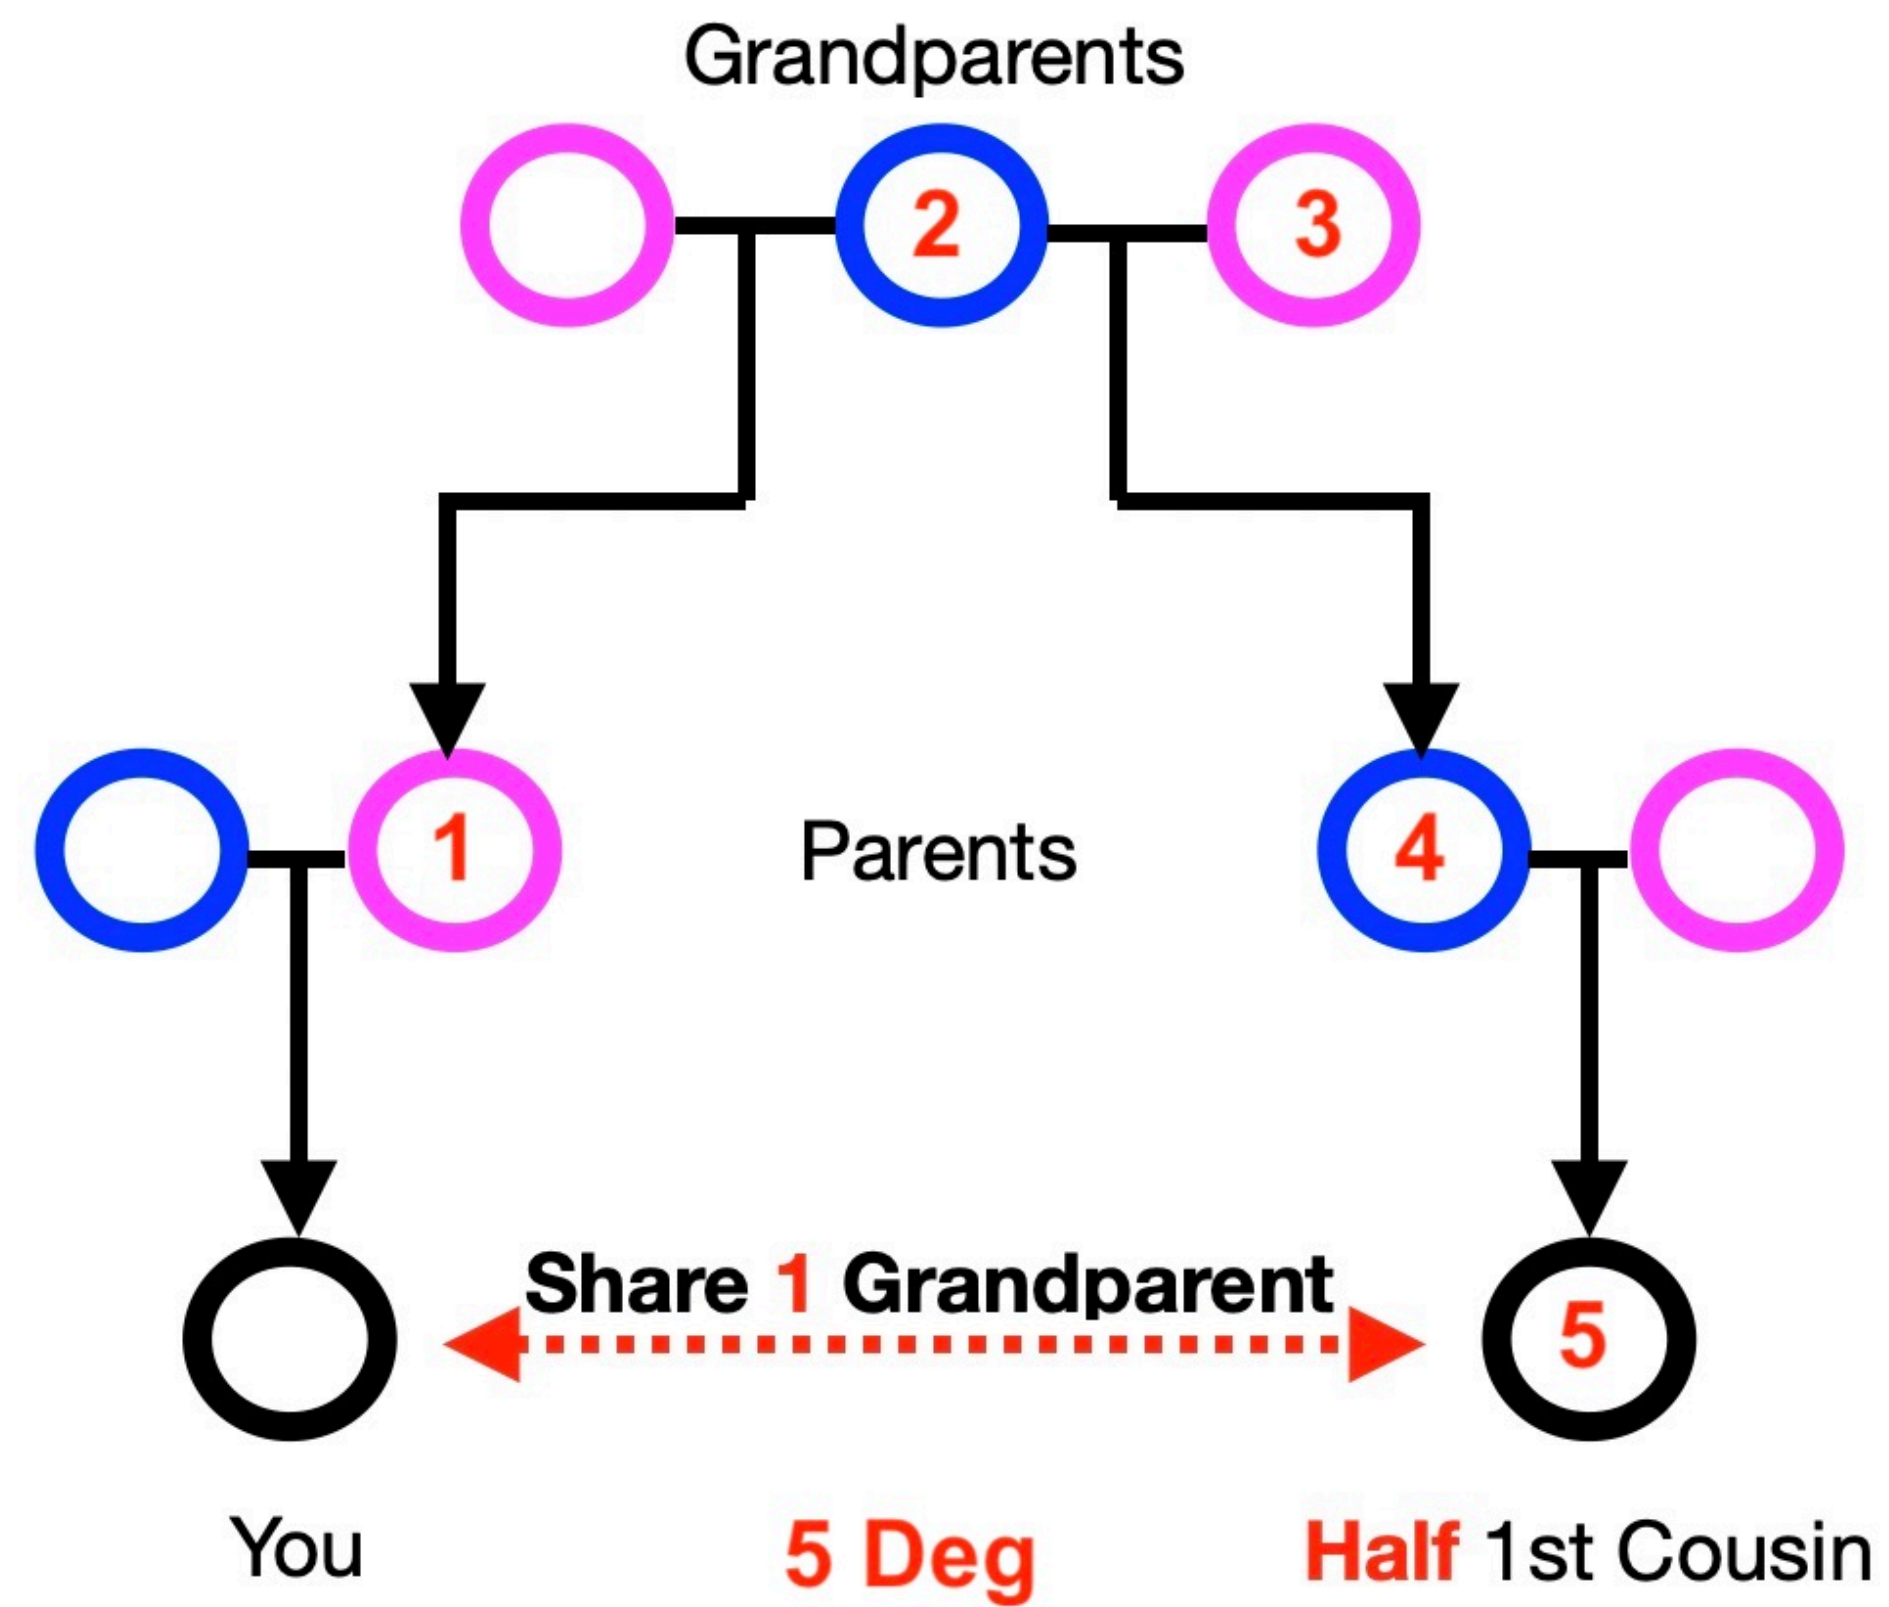 Grandparents
2 3
1 Parents 4
Share 1 Grandparent
5
You 5 Deg Half 1st Cousin